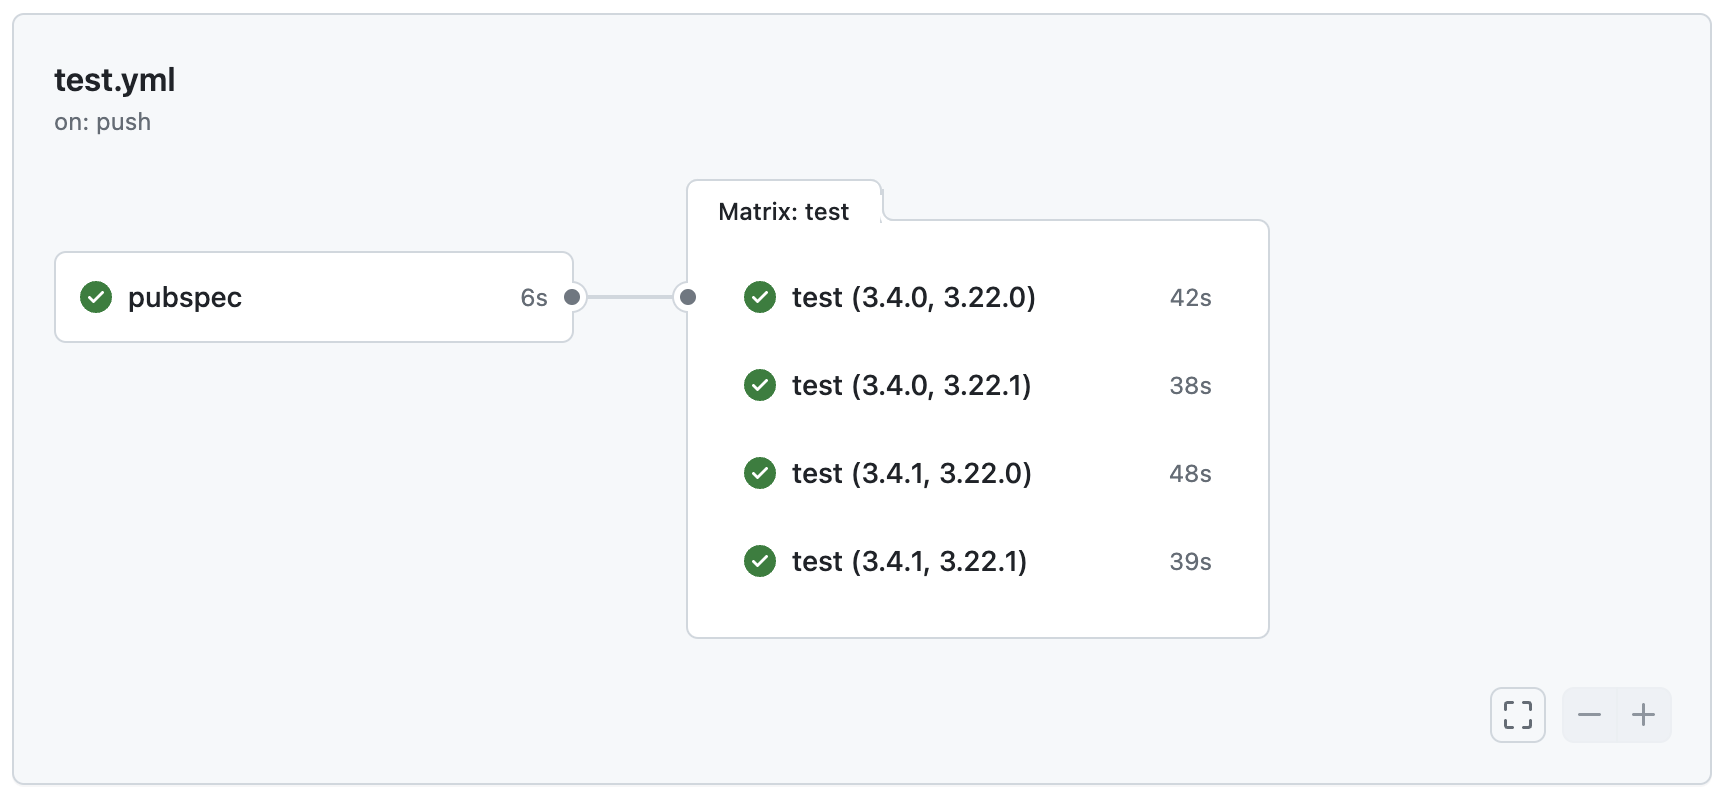 test.yml
on: push
pubspec 6s
Matrix: test
test (3.4.0, 3.22.0) 42s
test (3.4.0, 3.22.1) 38s
test (3.4.1, 3.22.0) 48s
test (3.4.1, 3.22.1) 39s